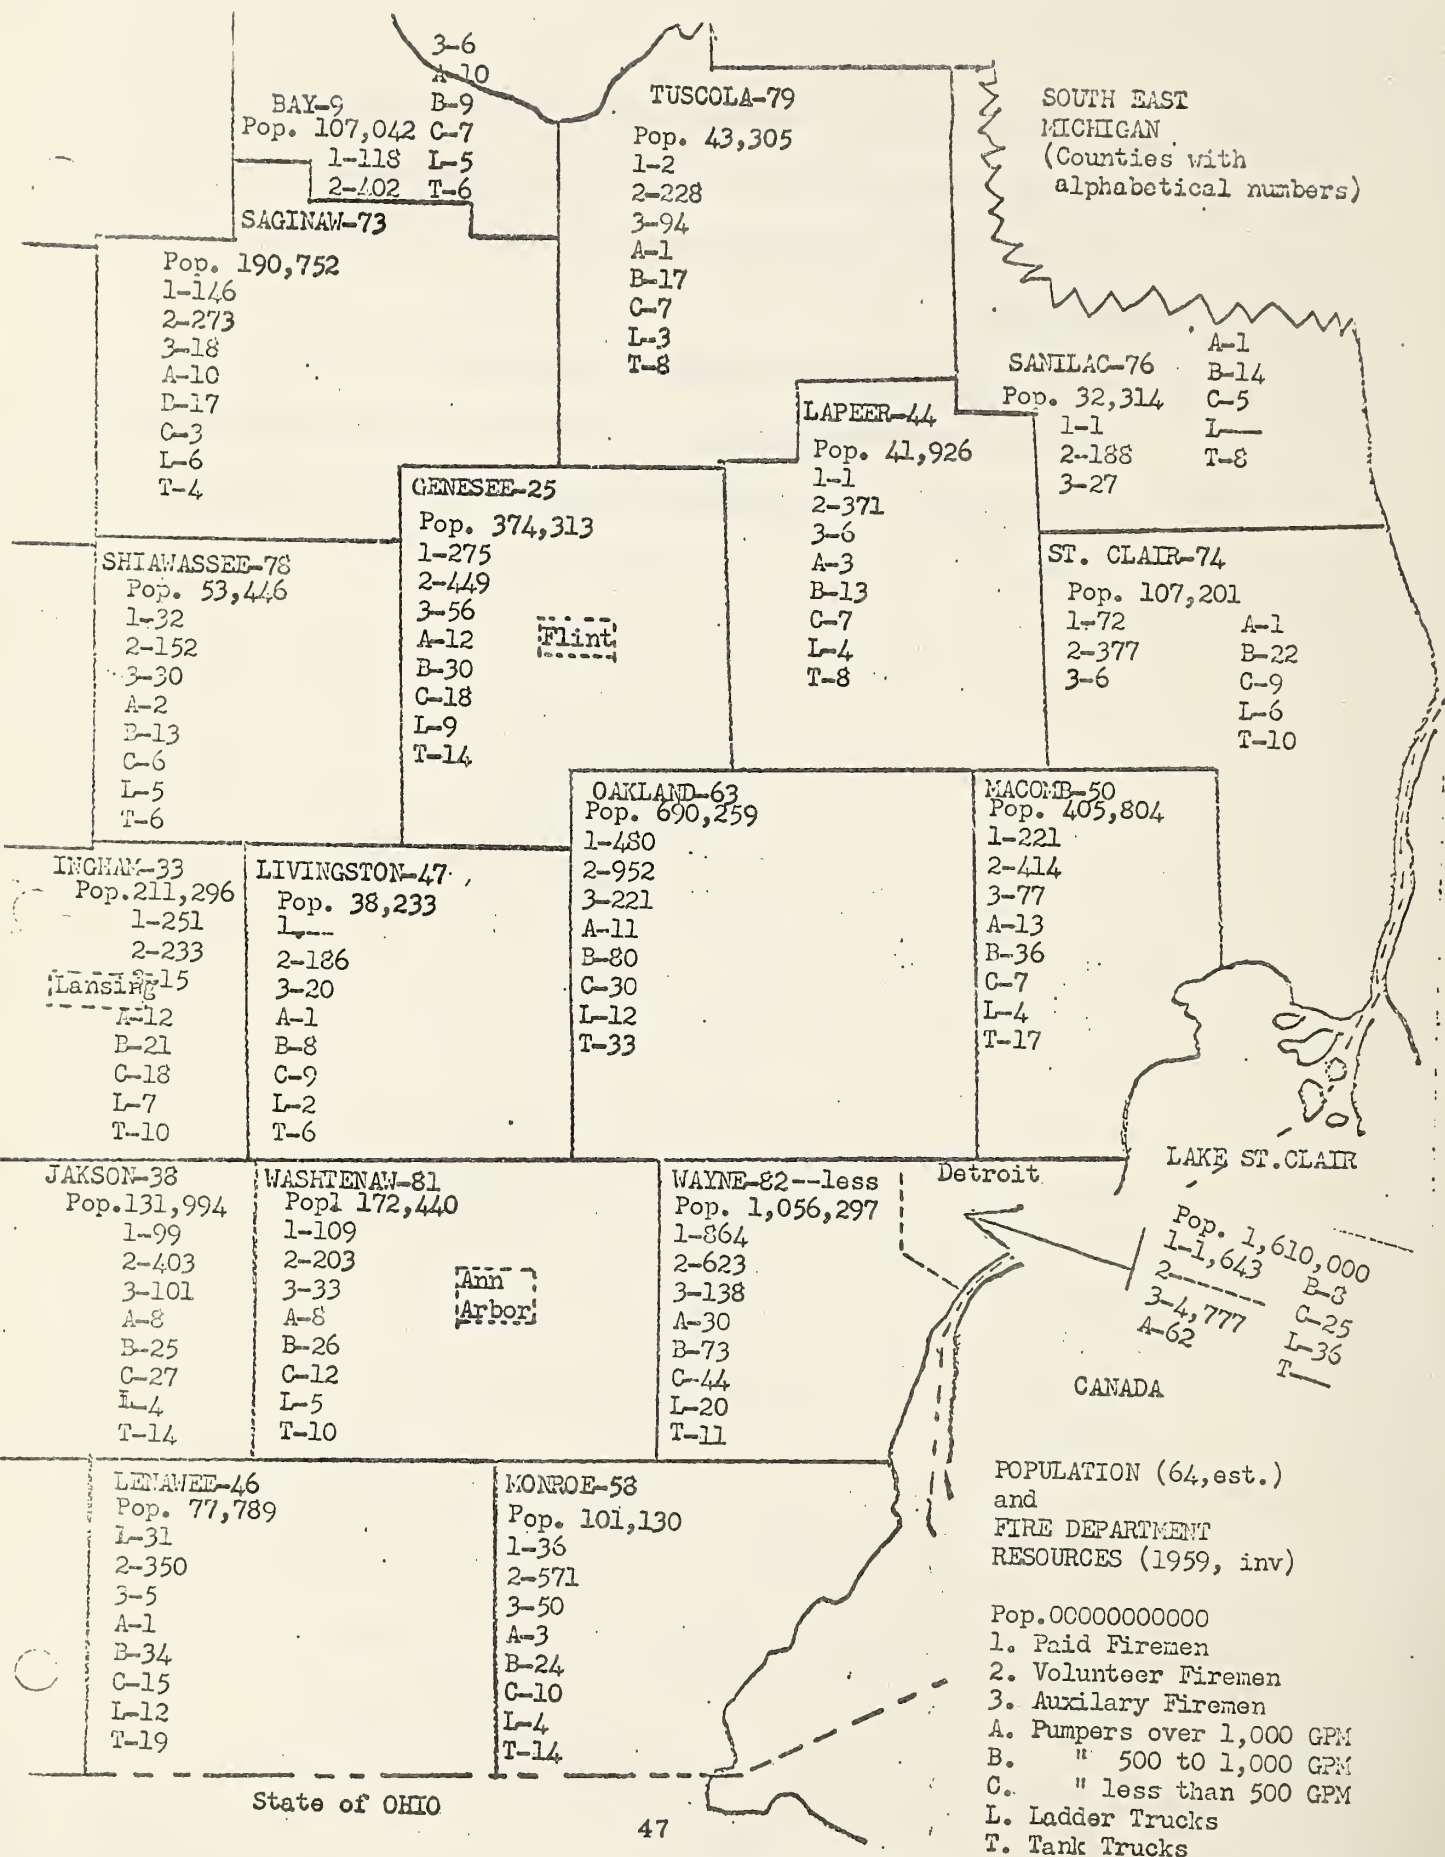 BAY-9
Pop. 107,042
1-118
2-402
3-6
A-10
B-9
C-7
L-5
T-6
TUSCOLA-79
Pop. 43,305
1-2
2-228
3-94
A-1
B-17
C-7
L-3
T-8
SOUTH EAST
MICHIGAN
(Counties with
alphabetical numbers)
SAGINAW-73
Pop. 190,752
1-146
2-273
3-18
A-10
B-17
C-3
L-6
T-4
SANILAC-76
Pop. 32,314
1-1
2-188
3-27
A-1
B-14
C-5
L—
T-8
LAPEER-44
Pop. 41,926
1-1
2-371
3-6
A-3
B-13
C-7
L-4
T-8
GENESEE-25
Pop. 374,313
1-275
2-449
3-56
A-12
B-30
C-18
L-9
T-14
Flint
SHIAWASSEE-78
Pop. 53,446
1-32
2-152
3-30
A-2
B-13
C-6
L-5
T-6
ST. CLAIR-74
Pop. 107,201
1-72
2-377
3-6
A-1
B-22
C-9
L-6
T-10
OAKLAND-63
Pop. 690,259
1-480
2-952
3-221
A-11
B-80
C-30
L-12
T-33
MACOMB-50
Pop. 405,804
1-221
2-414
3-77
A-13
B-36
C-7
L-4
T-17
INGHAM-33
Pop.211,296
1-251
2-233
3-15
Lansing
A-12
B-21
C-18
L-7
T-10
LIVINGSTON-47
Pop. 38,233
1---
2-186
3-20
A-1
B-8
C-9
L-2
T-6
JAKSON-38
Pop.131,994
1-99
2-403
3-101
A-8
B-25
C-27
L-4
T-14
WASHTENAW-81
Popl 172,440
1-109
2-203
3-33
A-8
B-26
C-12
L-5
T-10
Ann
Arbor
WAYNE-82--less
Pop. 1,056,297
1-864
2-623
3-138
A-30
B-73
C-44
L-20
T-11
Detroit
LAKE ST.CLAIR
Pop. 1,610,000
1-1,643
2--------
3-4,777
A-62
B-8
C-25
L-36
T—
CANADA
LENAWEE-46
Pop. 77,789
L-31
2-350
3-5
A-1
B-34
C-15
L-12
T-19
MONROE-58
Pop. 101,130
1-36
2-571
3-50
A-3
B-24
C-10
L-4
T-14
POPULATION (64,est.)
and
FIRE DEPARTMENT
RESOURCES (1959, inv)
Pop.00000000000
1. Paid Firemen
2. Volunteer Firemen
3. Auxilary Firemen
A. Pumpers over 1,000 GPM
B. " 500 to 1,000 GPM
C. " less than 500 GPM
L. Ladder Trucks
T. Tank Trucks
State of OHIO
47